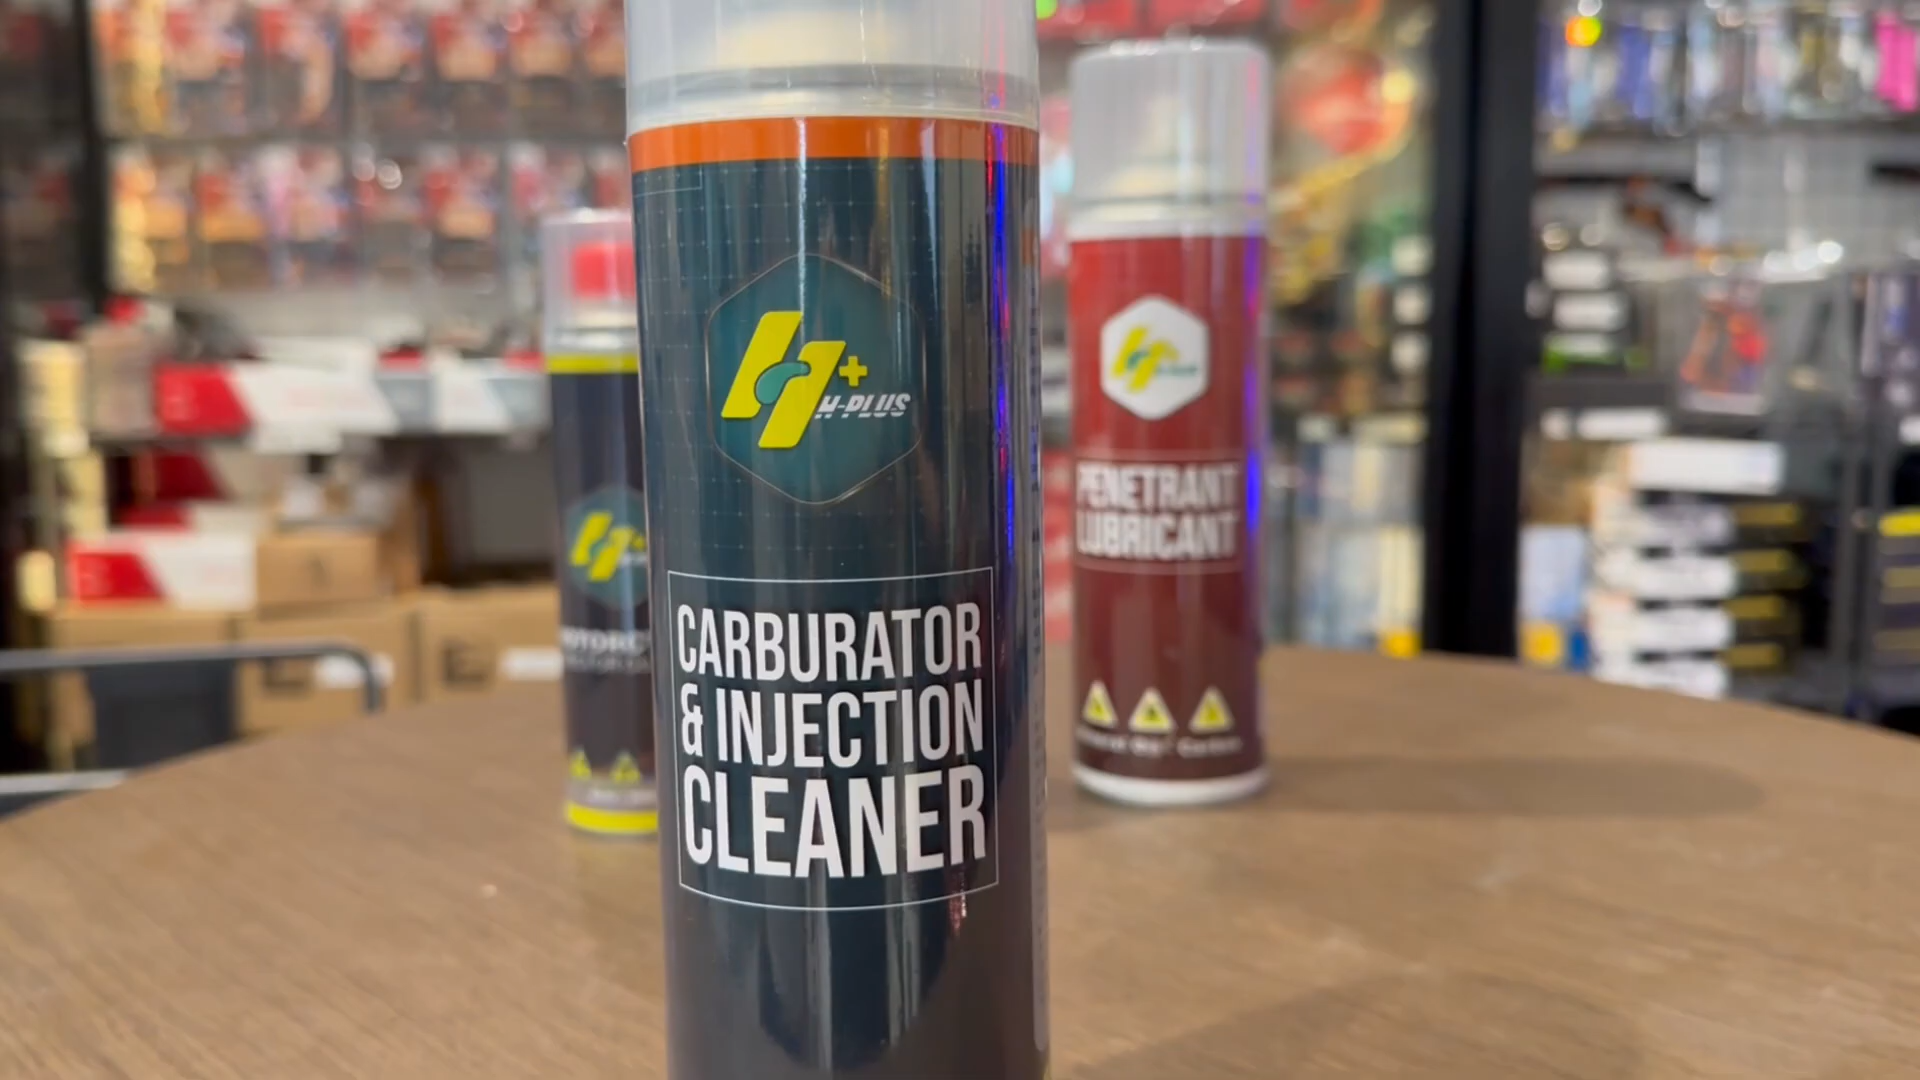 H-PLUS
CARBURATOR
& INJECTION
CLEANER
PENETRANT
LUBRICANT